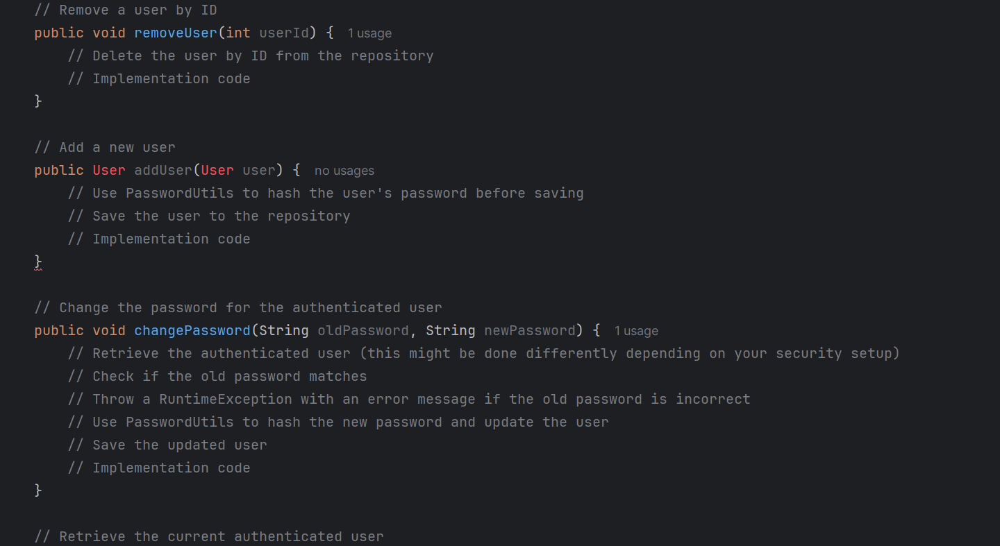 // Remove a user by ID
public void removeUser(int userId) {  1 usage
    // Delete the user by ID from the repository
    // Implementation code
}
// Add a new user
public User addUser(User user) {  no usages
    // Use PasswordUtils to hash the user's password before saving
    // Save the user to the repository
    // Implementation code
}
// Change the password for the authenticated user
public void changePassword(String oldPassword, String newPassword) {  1 usage
    // Retrieve the authenticated user (this might be done differently depending on your security setup)
    // Check if the old password matches
    // Throw a RuntimeException with an error message if the old password is incorrect
    // Use PasswordUtils to hash the new password and update the user
    // Save the updated user
    // Implementation code
}
// Retrieve the current authenticated user